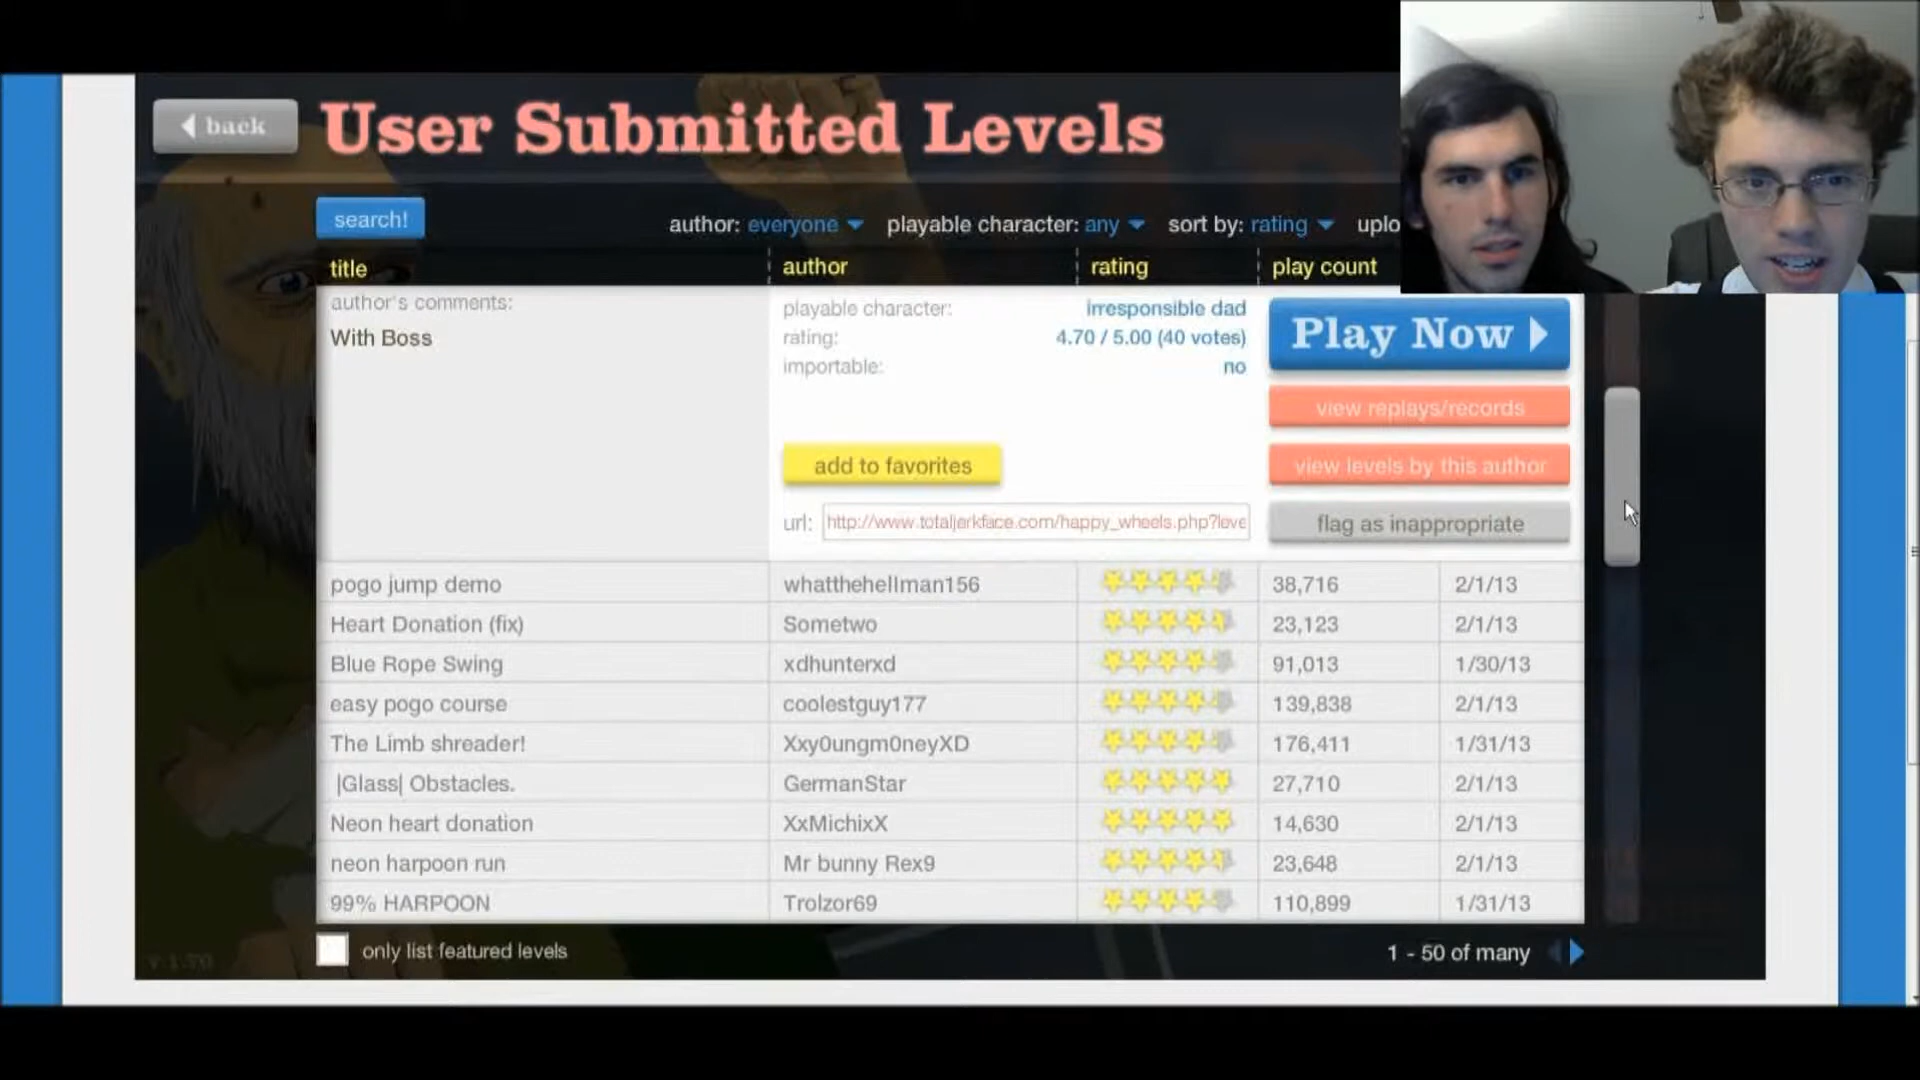 back
User Submitted Levels
search!
author: everyone playable character: any sort by: rating uplo
title author rating play count
author's comments:
With Boss
playable character: irresponsible dad
rating: 4.70 / 5.00 (40 votes)
importable: no
Play Now
view replays/records
add to favorites
view levels by this author
url: http://www.totaljerkface.com/happy_wheels.php?leve
flag as inappropriate
pogo jump demo whatthehellman156 38,716 2/1/13
Heart Donation (fix) Sometwo 23,123 2/1/13
Blue Rope Swing xdhunterxd 91,013 1/30/13
easy pogo course coolestguy177 139,838 2/1/13
The Limb shreader! Xxy0ungm0neyXD 176,411 1/31/13
|Glass| Obstacles. GermanStar 27,710 2/1/13
Neon heart donation XxMichixX 14,630 2/1/13
neon harpoon run Mr bunny Rex9 23,648 2/1/13
99% HARPOON Trolzor69 110,899 1/31/13
only list featured levels
1 - 50 of many
v 1.70